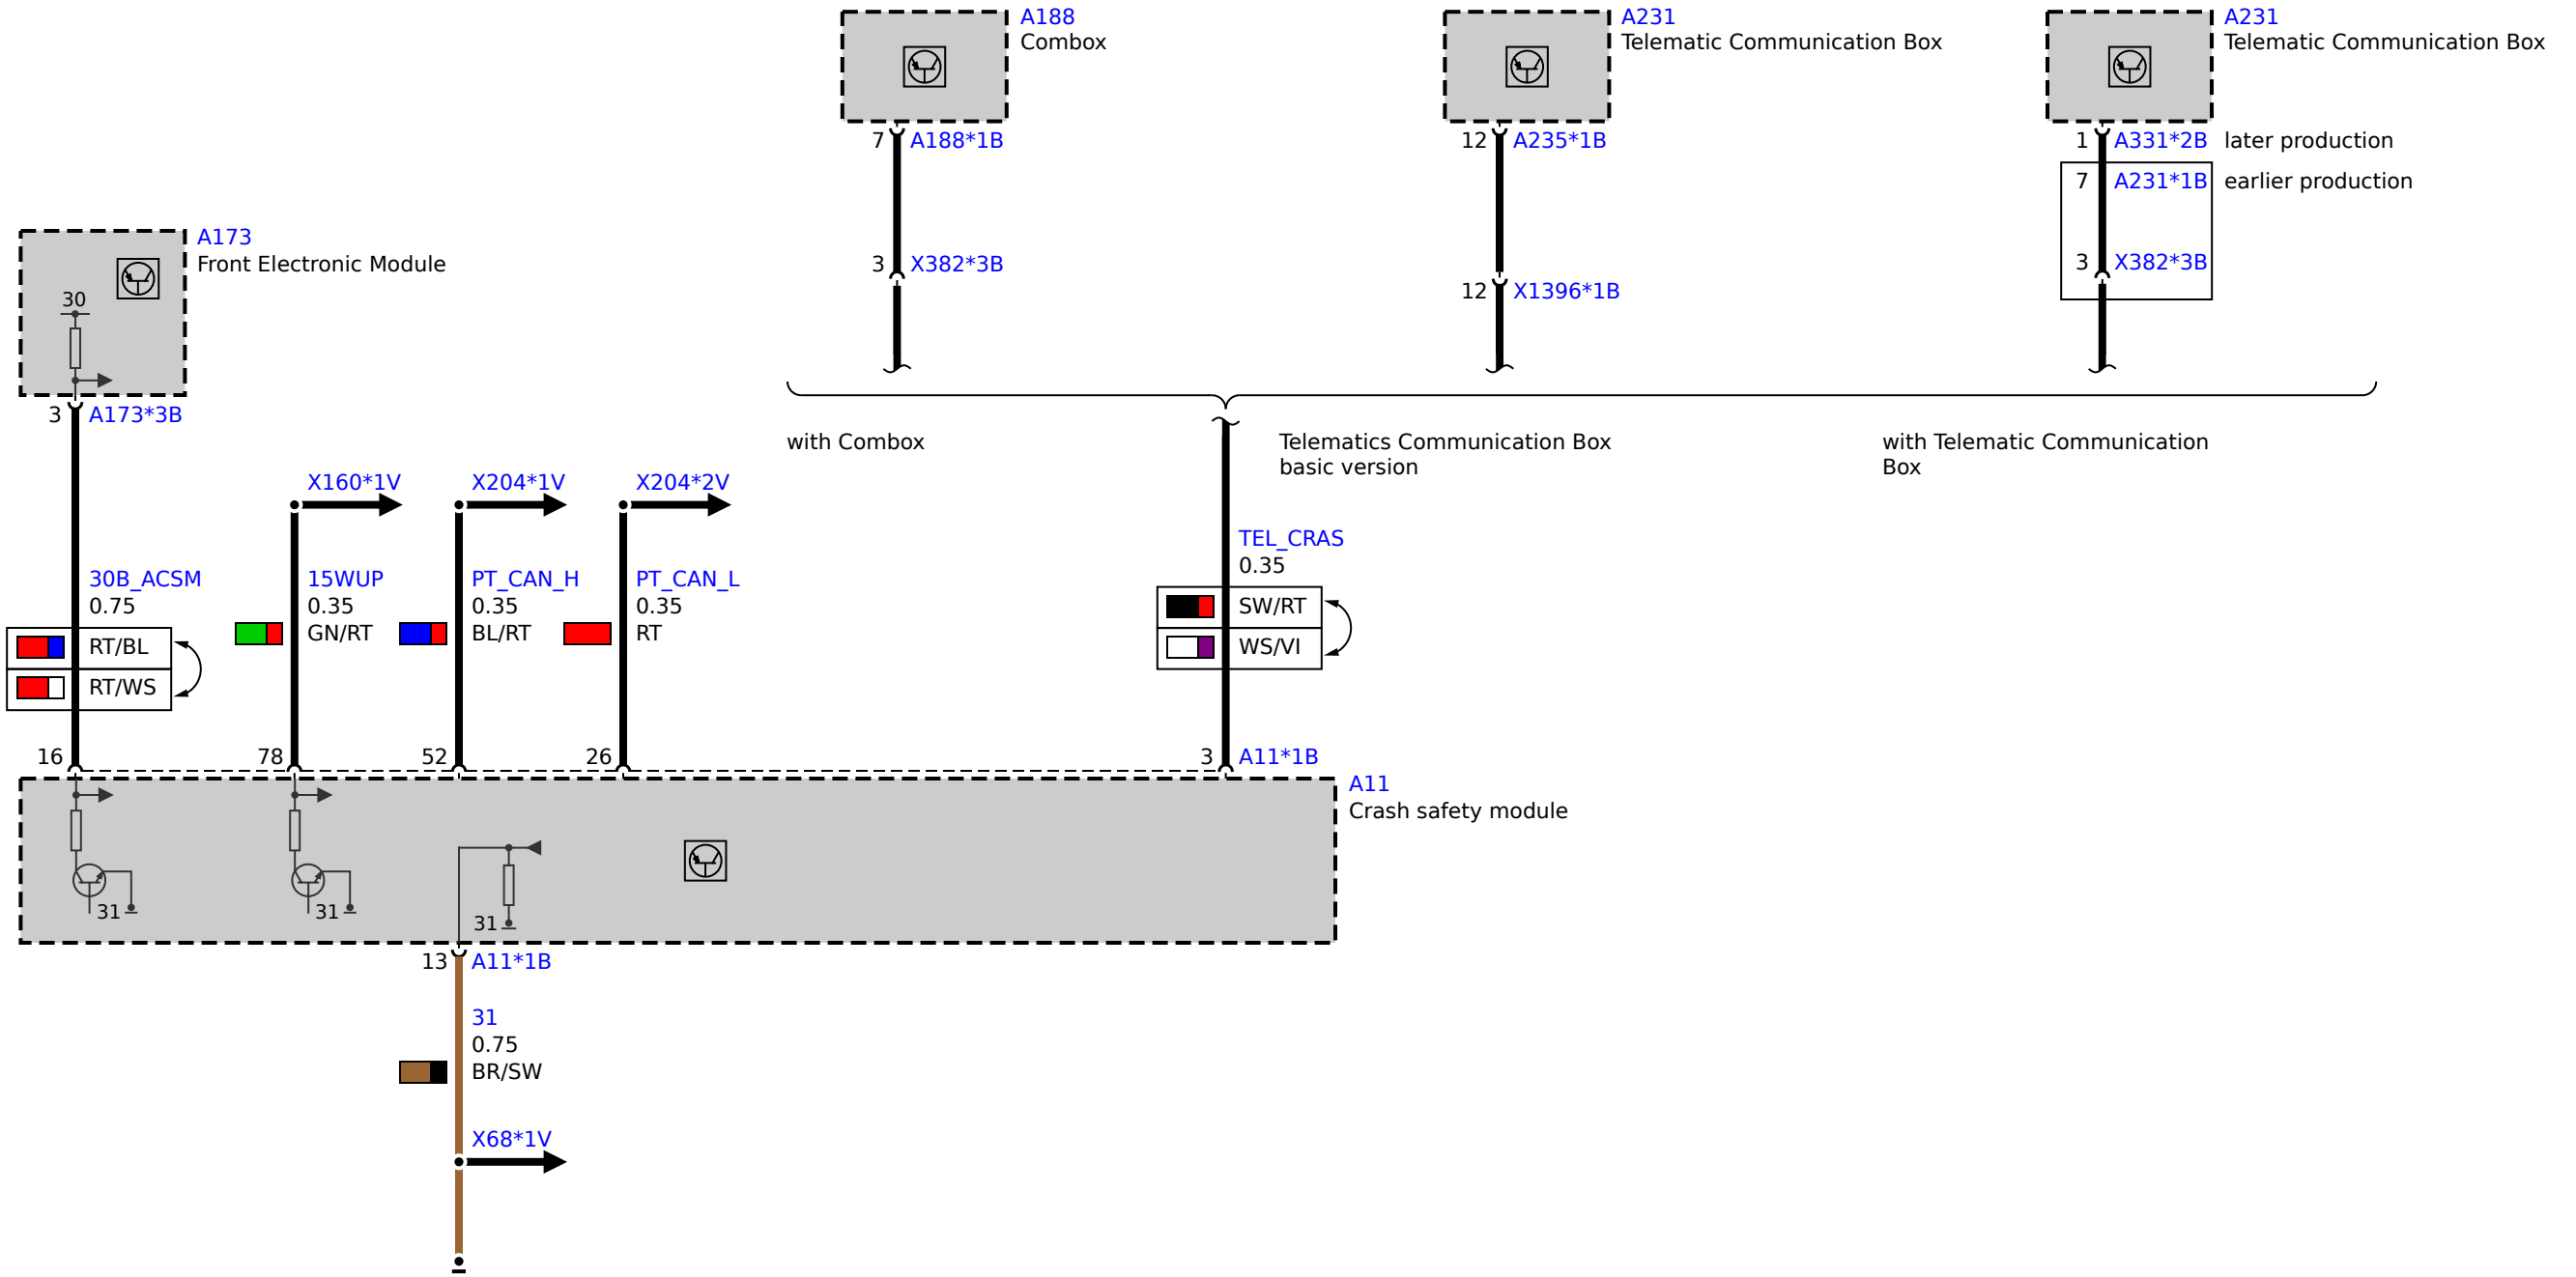 A188
Combox
A231
Telematic Communication Box
A231
Telematic Communication Box
7 A188*1B
12 A235*1B
1 A331*2B later production
7 A231*1B earlier production
3 X382*3B
12 X1396*1B
3 X382*3B
A173
Front Electronic Module
30
3 A173*3B
with Combox
Telematics Communication Box
basic version
with Telematic Communication
Box
X160*1V
X204*1V
X204*2V
TEL_CRAS
0.35
SW/RT
WS/VI
30B_ACSM
0.75
RT/BL
RT/WS
15WUP
0.35
GN/RT
PT_CAN_H
0.35
BL/RT
PT_CAN_L
0.35
RT
16
78
52
26
3 A11*1B
A11
Crash safety module
31
31
31
13 A11*1B
31
0.75
BR/SW
X68*1V